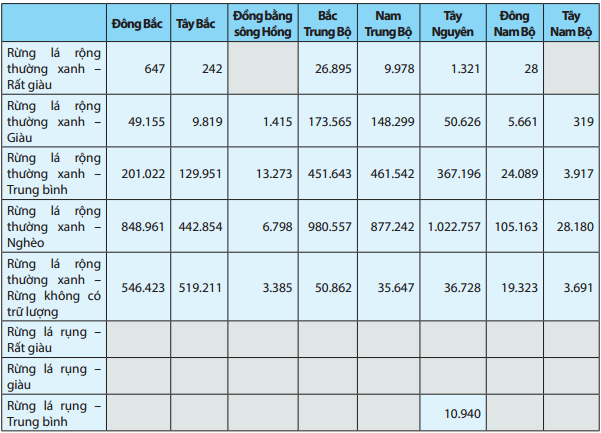 Đông Bắc Tây Bắc Đồng bằng sông Hồng Bắc Trung Bộ Nam Trung Bộ Tây Nguyên Đông Nam Bộ Tây Nam Bộ
Rừng lá rộng
thường xanh –
Rất giàu
647 242 26.895 9.978 1.321 28
Rừng lá rộng
thường xanh –
Giàu
49.155 9.819 1.415 173.565 148.299 50.626 5.661 319
Rừng lá rộng
thường xanh –
Trung bình
201.022 129.951 13.273 451.643 461.542 367.196 24.089 3.917
Rừng lá rộng
thường xanh –
Nghèo
848.961 442.854 6.798 980.557 877.242 1.022.757 105.163 28.180
Rừng lá rộng
thường xanh –
Rừng không có
trữ lượng
546.423 519.211 3.385 50.862 35.647 36.728 19.323 3.691
Rừng lá rụng –
Rất giàu
Rừng lá rụng –
giàu
Rừng lá rụng –
Trung bình
10.940